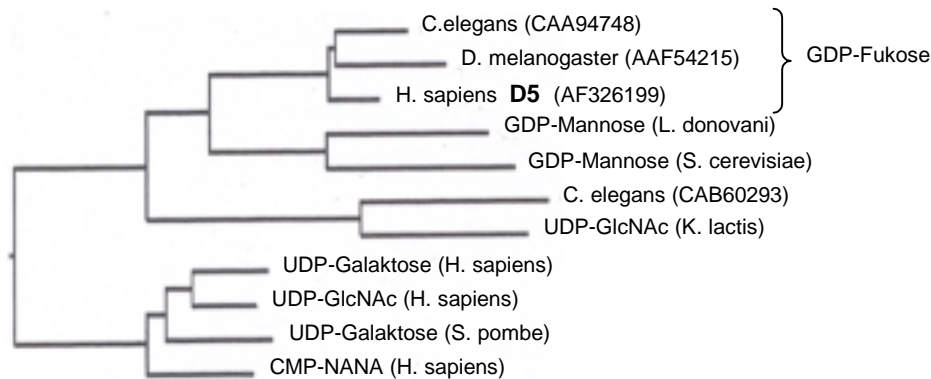 C.elegans (CAA94748)
D. melanogaster (AAF54215)
GDP-Fukose
H. sapiens D5 (AF326199)
GDP-Mannose (L. donovani)
GDP-Mannose (S. cerevisiae)
C. elegans (CAB60293)
UDP-GlcNAc (K. lactis)
UDP-Galaktose (H. sapiens)
UDP-GlcNAc (H. sapiens)
UDP-Galaktose (S. pombe)
CMP-NANA (H. sapiens)